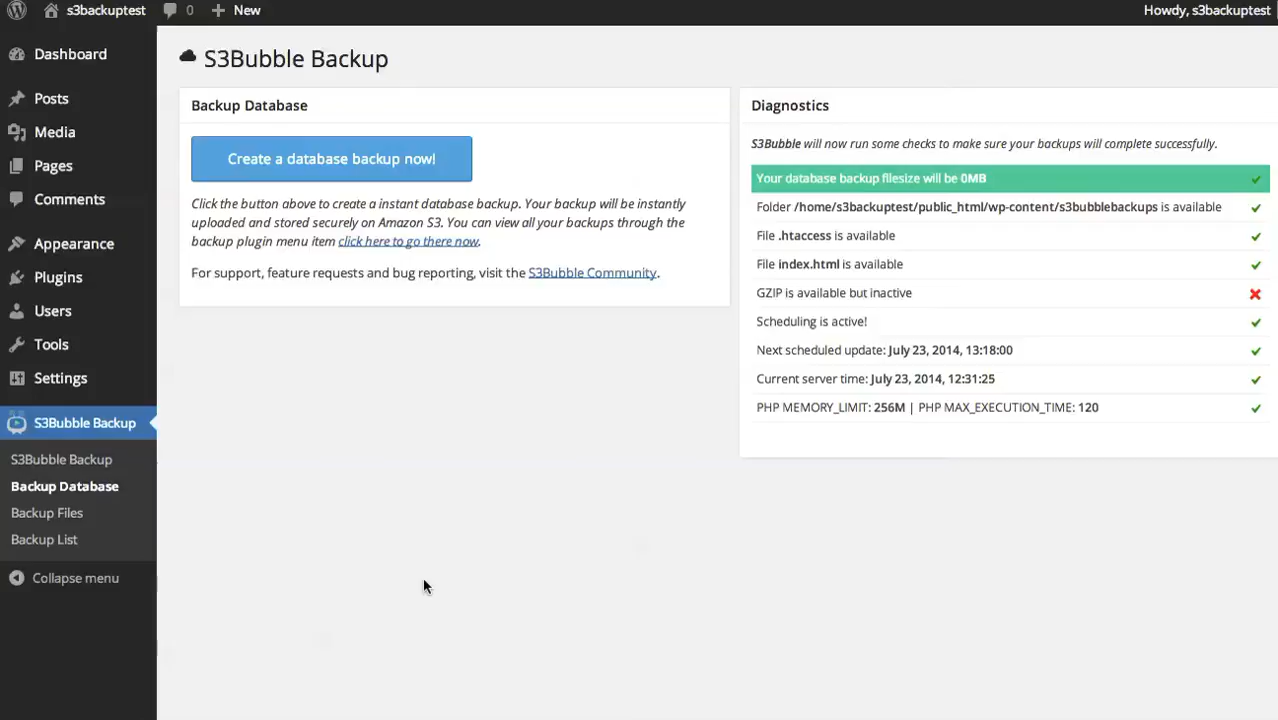 s3backuptest 0 New
Howdy, s3backuptest
Dashboard
Posts
Media
Pages
Comments
Appearance
Plugins
Users
Tools
Settings
S3Bubble Backup
S3Bubble Backup
Backup Database
Backup Files
Backup List
Collapse menu
S3Bubble Backup
Backup Database
Create a database backup now!
Click the button above to create a instant database backup. Your backup will be instantly
uploaded and stored securely on Amazon S3. You can view all your backups through the
backup plugin menu item click here to go there now.
For support, feature requests and bug reporting, visit the S3Bubble Community.
Diagnostics
S3Bubble will now run some checks to make sure your backups will complete successfully.
Your database backup filesize will be 0MB
Folder /home/s3backuptest/public_html/wp-content/s3bubblebackups is available
File .htaccess is available
File index.html is available
GZIP is available but inactive
Scheduling is active!
Next scheduled update: July 23, 2014, 13:18:00
Current server time: July 23, 2014, 12:31:25
PHP MEMORY_LIMIT: 256M | PHP MAX_EXECUTION_TIME: 120